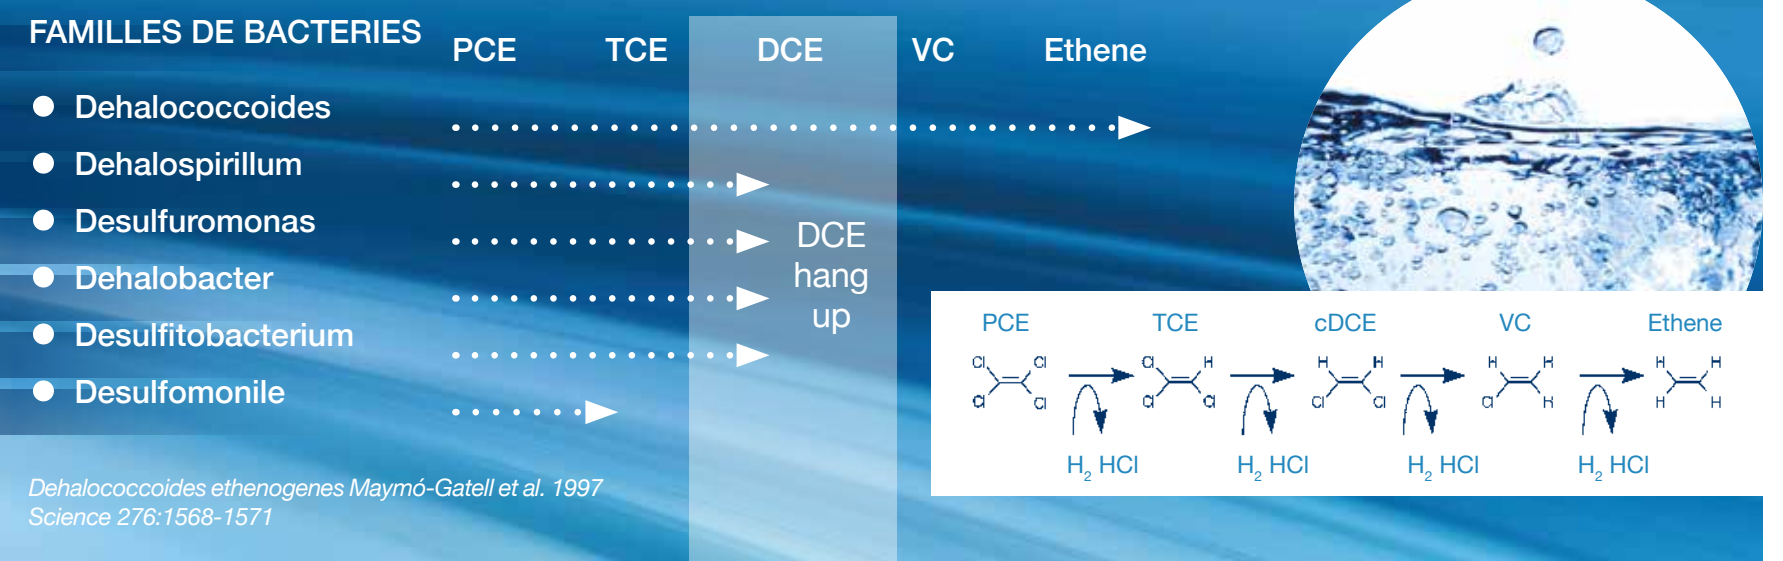 FAMILLES DE BACTERIES
PCE TCE DCE VC Ethene
Dehalococcoides
Dehalospirillum
Desulfuromonas
Dehalobacter
Desulfitobacterium
Desulfomonile
DCE
hang
up
Dehalococcoides ethenogenes Maymó-Gatell et al. 1997
Science 276:1568-1571
PCE TCE cDCE VC Ethene
Cl Cl Cl H H H H H H H
Cl Cl Cl Cl Cl Cl Cl H H H
H₂ HCl H₂ HCl H₂ HCl H₂ HCl